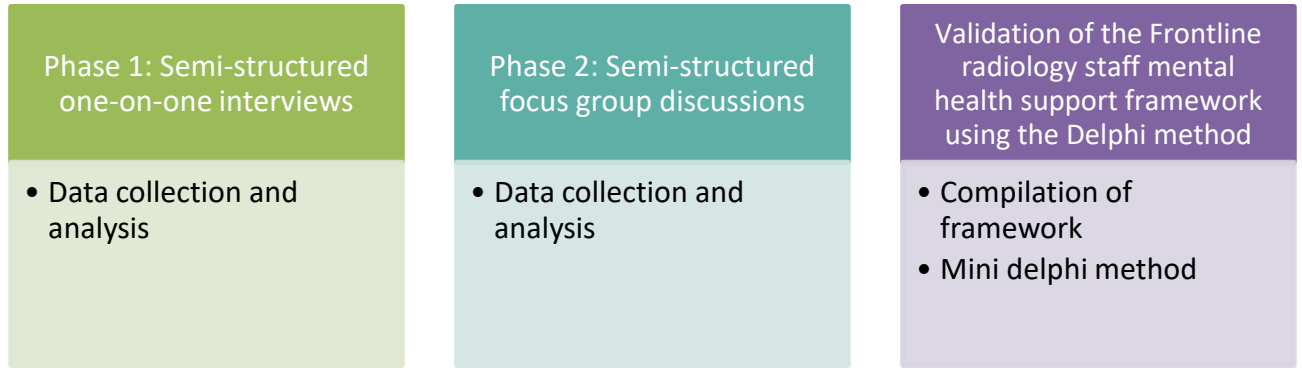 Phase 1: Semi-structured
one-on-one interviews
• Data collection and
analysis
Phase 2: Semi-structured
focus group discussions
• Data collection and
analysis
Validation of the Frontline
radiology staff mental
health support framework
using the Delphi method
• Compilation of
framework
• Mini delphi method